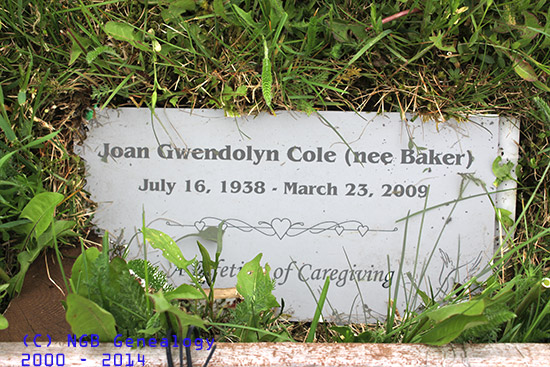 Joan Gwendolyn Cole (nee Baker)
July 16, 1938 - March 23, 2009
A Lifetime of Caregiving
(C) NGB Genealogy
2000 - 2014